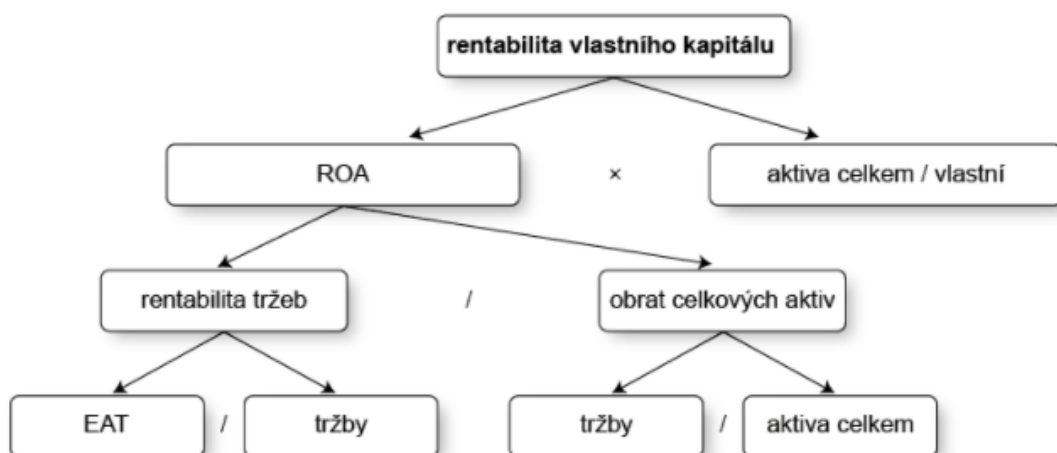 rentabilita vlastního kapitálu
ROA × aktiva celkem / vlastní
rentabilita tržeb / obrat celkových aktiv
EAT / tržby tržby / aktiva celkem